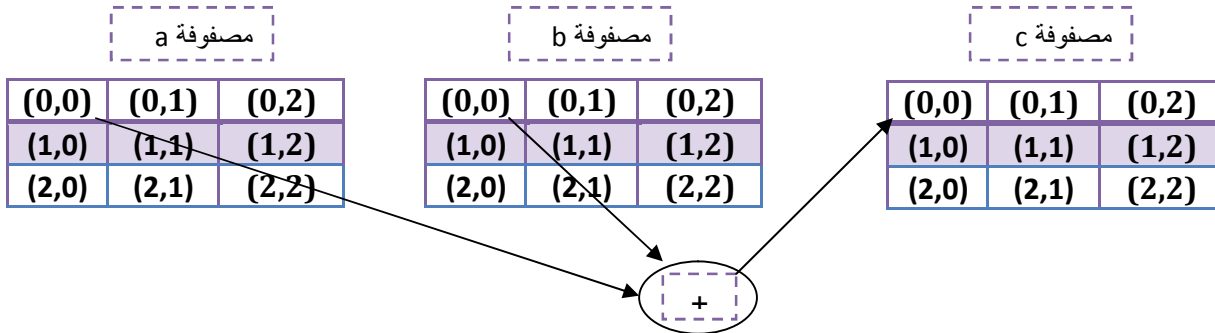 مصفوفة a
مصفوفة b
مصفوفة c
(0,0) (0,1) (0,2)
(1,0) (1,1) (1,2)
(2,0) (2,1) (2,2)
(0,0) (0,1) (0,2)
(1,0) (1,1) (1,2)
(2,0) (2,1) (2,2)
(0,0) (0,1) (0,2)
(1,0) (1,1) (1,2)
(2,0) (2,1) (2,2)
+